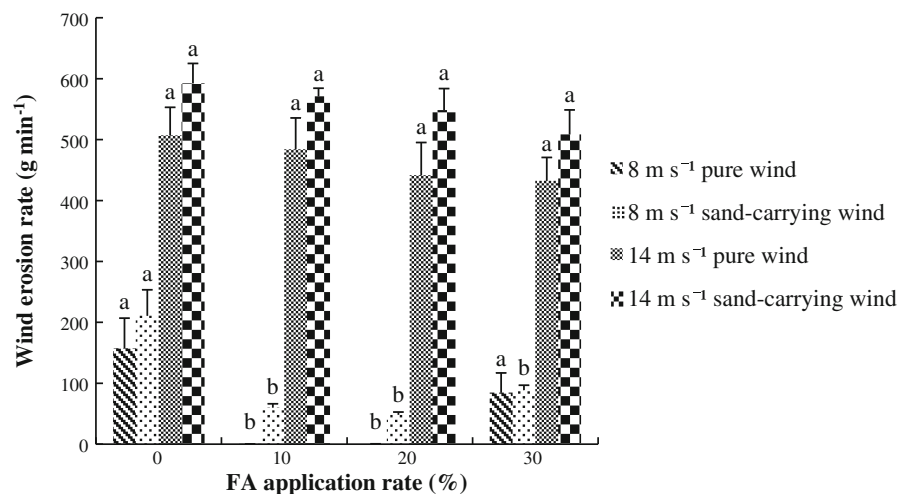 700
600
500
400
300
200
100
0
Wind erosion rate (g min⁻¹)
a a a a
b b a a
b b a a
a b a a
0 10 20 30
FA application rate (%)
8 m s⁻¹ pure wind
8 m s⁻¹ sand-carrying wind
14 m s⁻¹ pure wind
14 m s⁻¹ sand-carrying wind